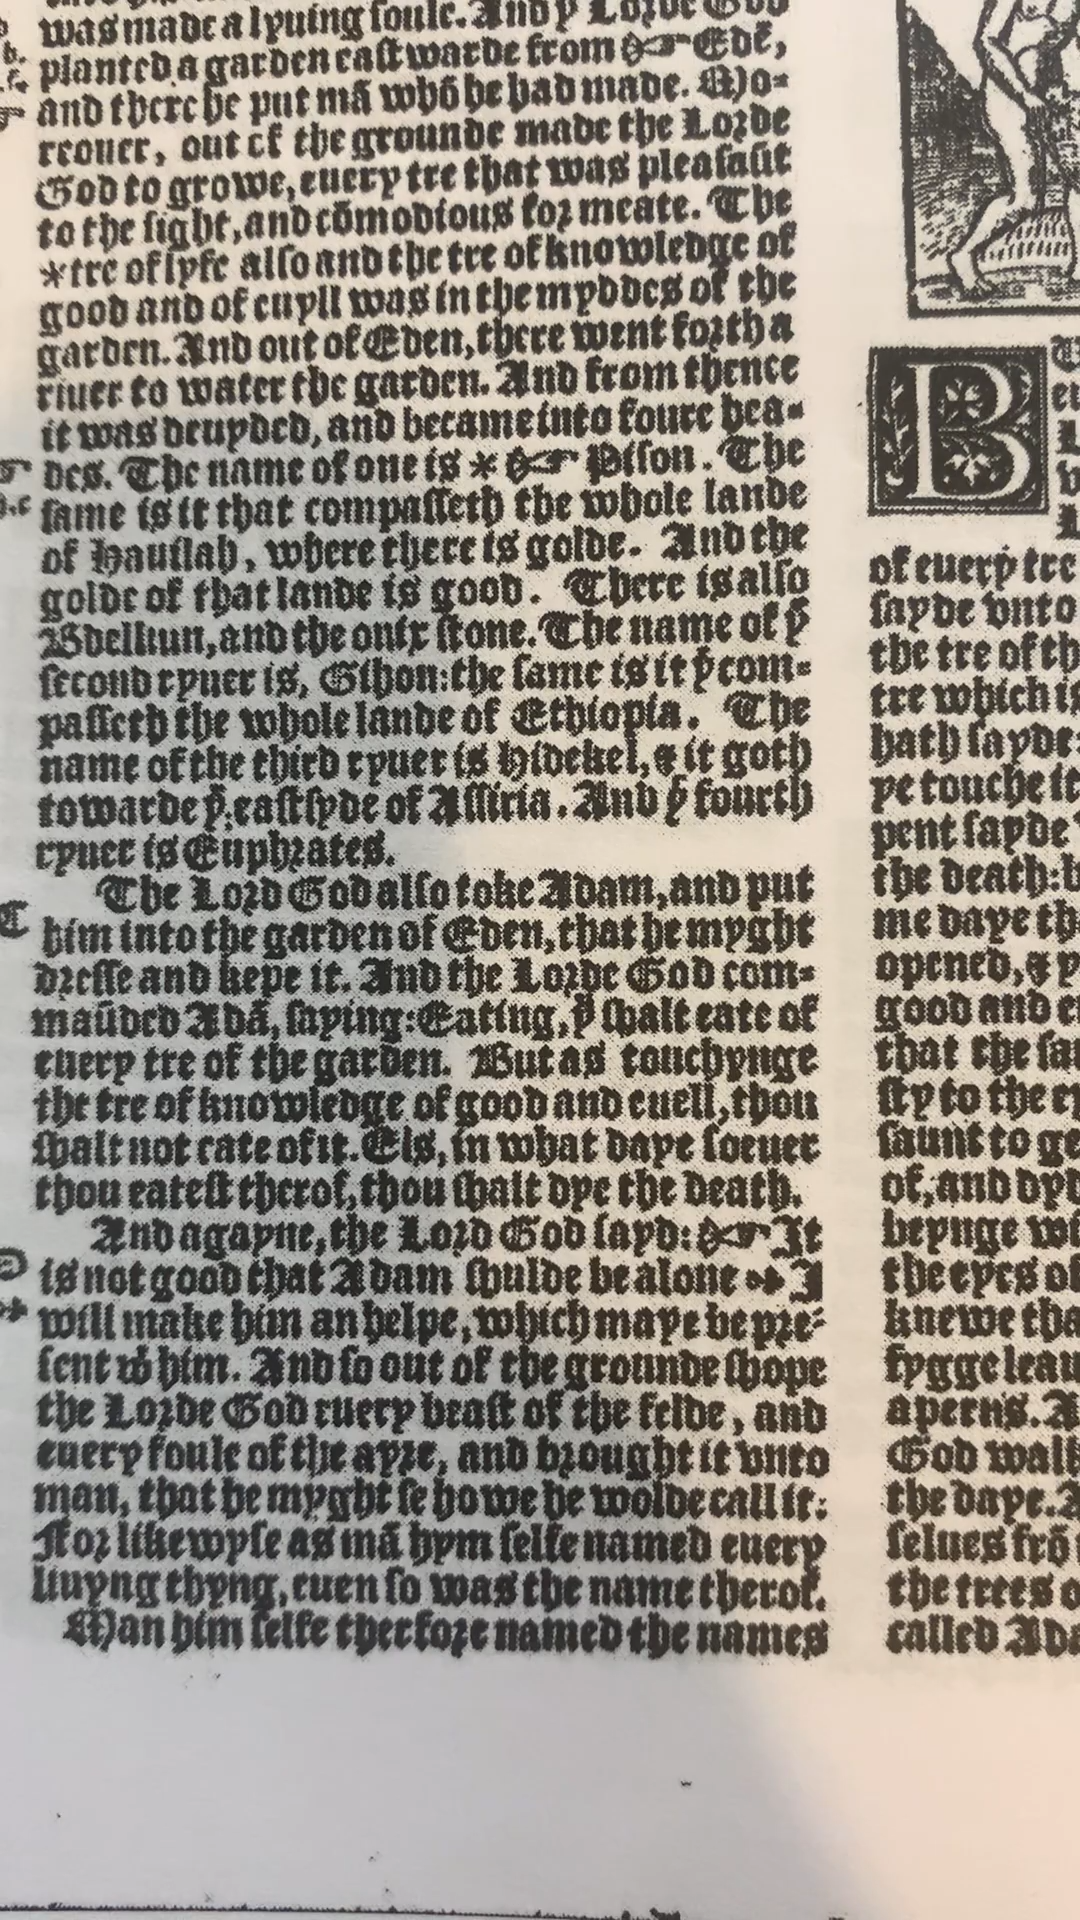 was made a lyuing soule. And ẏ Lorde God
planted a garden eastwarde from ☞ Edē,
and there he put mā whō he had made. Mo-
reouer, out of the grounde made the Lorde
God to growe, euery tre that was pleasaūt
to the sight, and cōmodious for meate. The
*tre of lyfe also and the tre of knowledge of
good and of euyll was in the myddes of the
garden. And out of Eden, there went forth a
riuer to water the garden. And from thence
it was deuyded, and became into foure hea-
des. The name of one is * ☞ Pison. The
same is it that compasseth the whole lande
of Hauilah, where there is golde. And the
golde of that lande is good. There is also
Bdellium, and the onix stone. The name of ẏ
second ryuer is, Gihon: the same is it ẏ com-
passeth the whole lande of Ethiopia. The
name of the third ryuer is Hidekel, & it goth
towarde ẏ eastsyde of Assiria. And ẏ fourth
ryuer is Euphrates.
The Lord God also toke Adam, and put
C him into the garden of Eden, that he myght
dresse and kepe it. And the Lorde God com-
maūded Adā, saying: Eating, ẏ shalt eate of
euery tre of the garden. But as touchynge
the tre of knowledge of good and euell, thou
shalt not eate of it. Els, in what daye soeuer
thou eatest therof, thou shalt dye the death.
And agayne, the Lord God sayd: ☞ It
D is not good that Adam shulde be alone I
will make him an helpe, which maye be pre-
sent wͭ him. And so out of the grounde shope
the Lorde God euery beast of the felde, and
euery foule of the ayre, and brought it vnto
man, that he myght se howe he wolde call it:
For likewyse as mā hym selfe named euery
liuyng thyng, euen so was the name therof.
Man him selfe therfore named the names
B
of euery tre
sayde vnto
the tre of th
tre which is
hath sayde:
ye touche it
pent sayde
the death: b
me daye th
opened, & y
good and e
that the sa
sty to the ey
saunt to ge
of, and dyd
beynge wi
the eyes of
knewe tha
fygge leau
aperns. A
God walk
the daye. A
selues frō
the trees o
called Ada